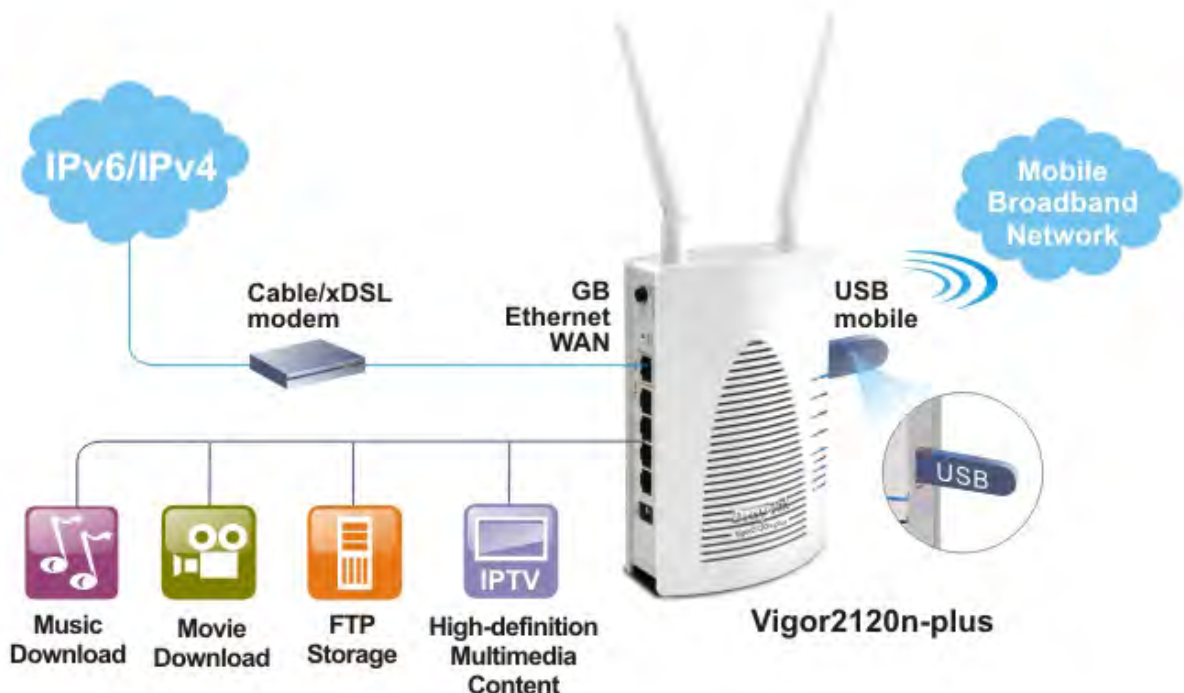 IPv6/IPv4
Mobile
Broadband
Network
Cable/xDSL
modem
GB
Ethernet
WAN
USB
mobile
USB
IPTV
Music
Download
Movie
Download
FTP
Storage
High-definition
Multimedia
Content
Vigor2120n-plus